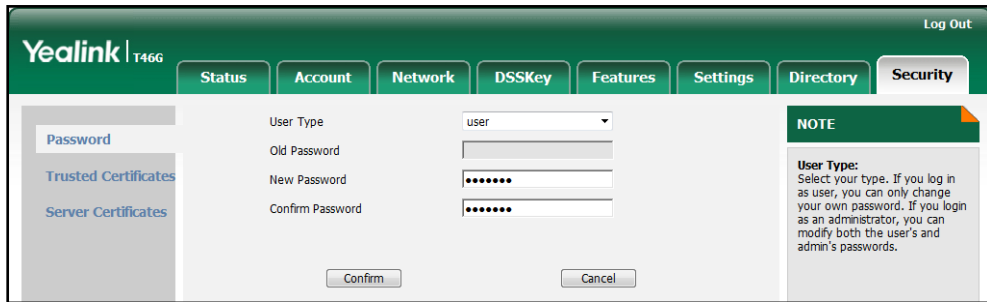 Log Out
Yealink T46G
Status Account Network DSSKey Features Settings Directory Security
Password
Trusted Certificates
Server Certificates
User Type user
Old Password
New Password •••••••
Confirm Password •••••••
Confirm Cancel
NOTE
User Type:
Select your type. If you log in
as user, you can only change
your own password. If you login
as an administrator, you can
modify both the user's and
admin's passwords.